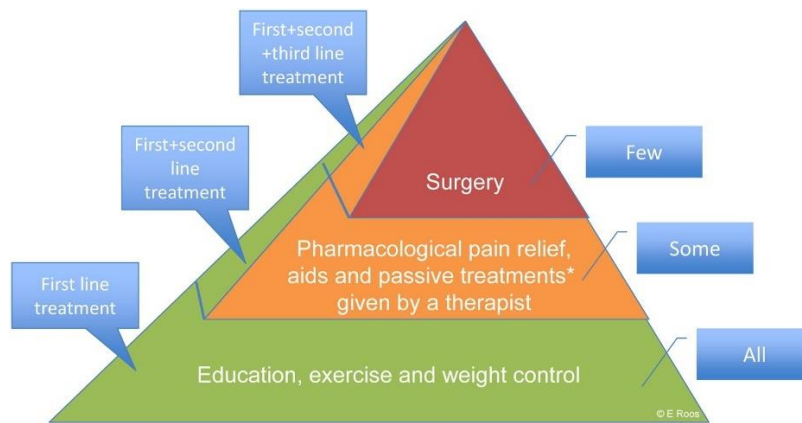 First+second
+third line
treatment
First+second
line
treatment
First line
treatment
Surgery
Pharmacological pain relief,
aids and passive treatments*
given by a therapist
Education, exercise and weight control
Few
Some
All
© E Roos